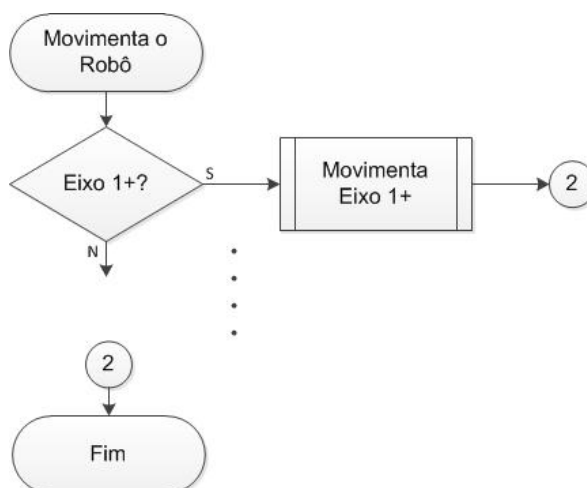 Movimenta o
Robô
Eixo 1+?
S
Movimenta
Eixo 1+
2
N
2
Fim